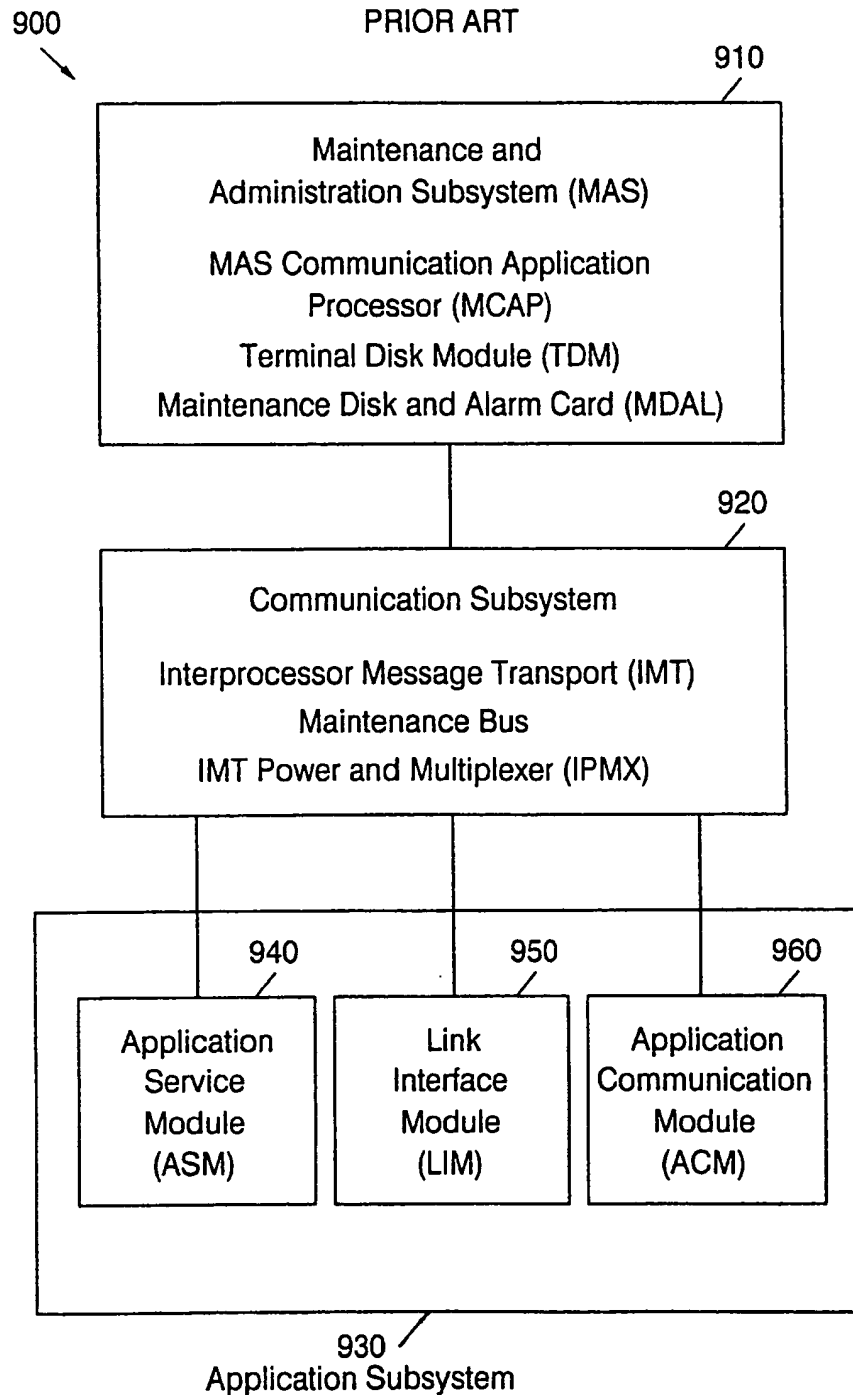 PRIOR ART
900
910
Maintenance and
Administration Subsystem (MAS)
MAS Communication Application
Processor (MCAP)
Terminal Disk Module (TDM)
Maintenance Disk and Alarm Card (MDAL)
920
Communication Subsystem
Interprocessor Message Transport (IMT)
Maintenance Bus
IMT Power and Multiplexer (IPMX)
940
Application
Service
Module
(ASM)
950
Link
Interface
Module
(LIM)
960
Application
Communication
Module
(ACM)
930
Application Subsystem